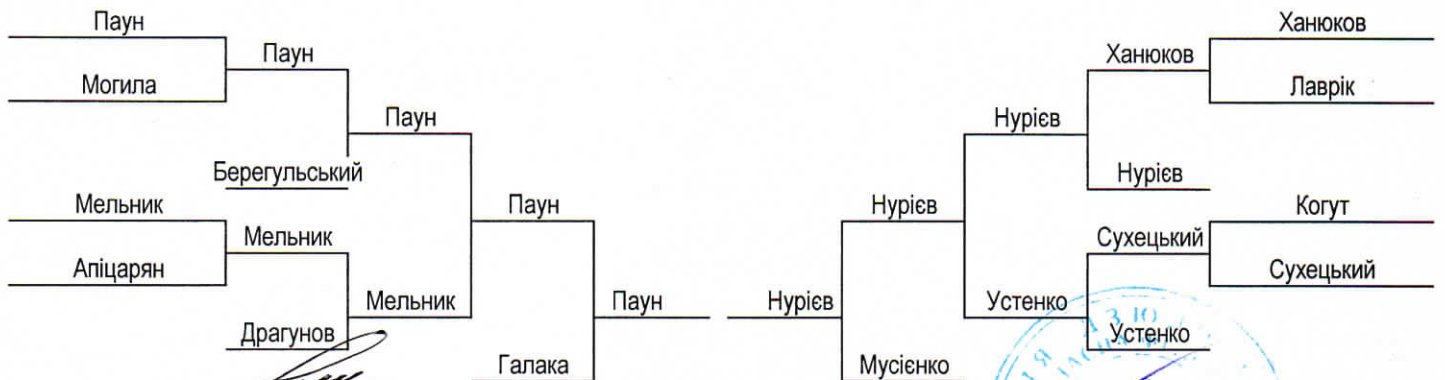 Паун
Ханюков
Паун
Ханюков
Могила
Лаврік
Паун
Нурієв
Берегульський
Нурієв
Мельник
Паун
Нурієв
Когут
Мельник
Сухецький
Апіцарян
Сухецький
Мельник
Паун
Нурієв
Устенко
Драгунов
Устенко
Галака
Мусієнко